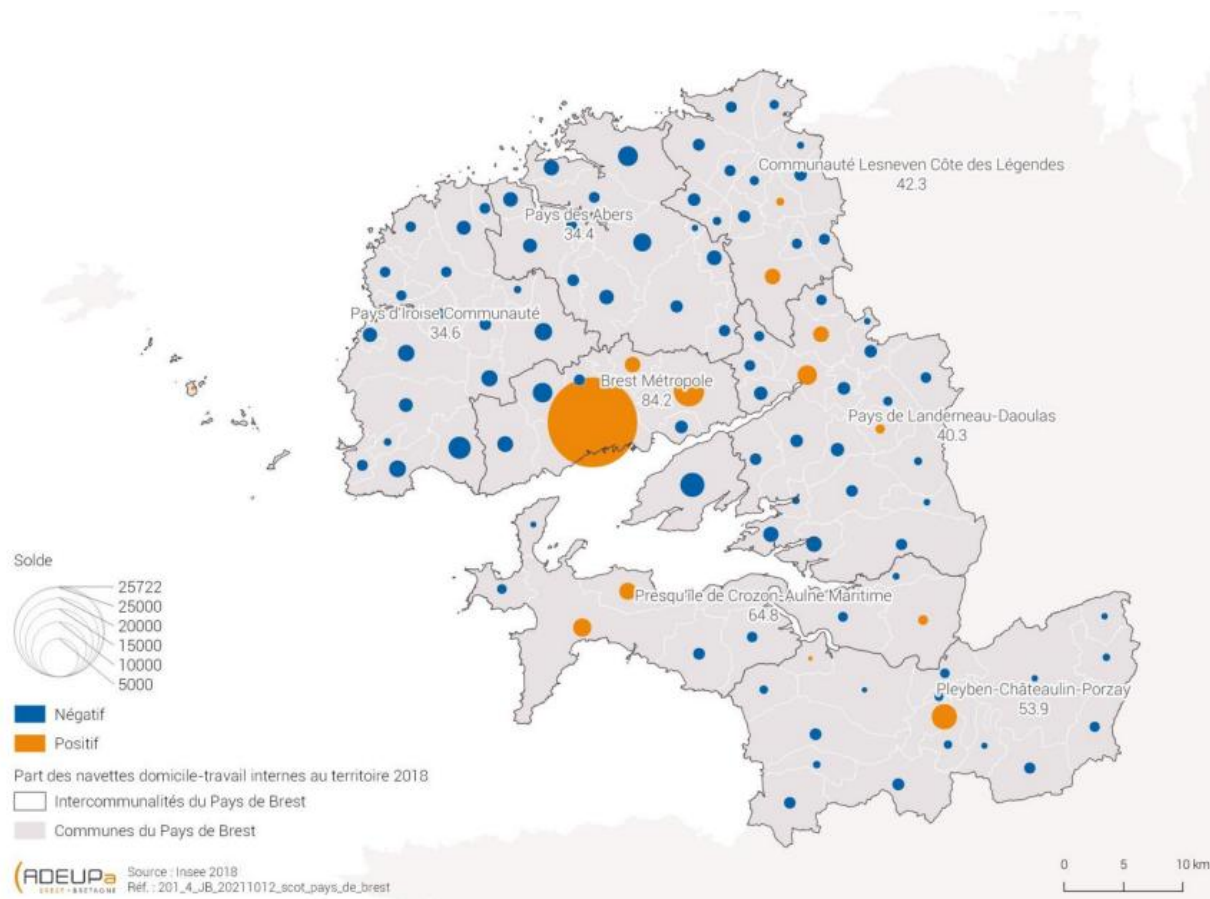 Communauté Lesneven Côte des Légendes
42.3
Pays des Abers
34.4
Pays d'Iroise Communauté
34.6
Brest Métropole
84.2
Pays de Landerneau-Daoulas
40.3
Presqu'île de Crozon-Aulne Maritime
64.8
Pleyben-Châteaulin-Porzay
53.9
Solde
25722
25000
20000
15000
10000
5000
Négatif
Positif
Part des navettes domicile-travail internes au territoire 2018
Intercommunalités du Pays de Brest
Communes du Pays de Brest
ADEUPa
BREST • BRETAGNE
Source : Insee 2018
Réf. : 201_4_JB_20211012_scot_pays_de_brest
0 5 10 km